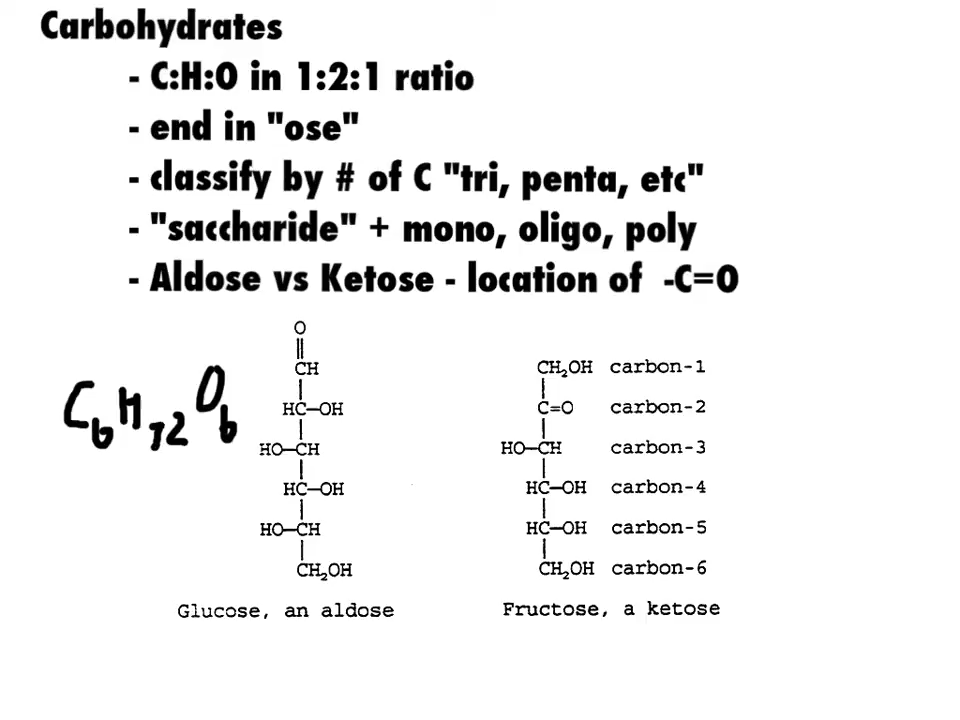 Carbohydrates
- C:H:O in 1:2:1 ratio
- end in "ose"
- classify by # of C "tri, penta, etc"
- "saccharide" + mono, oligo, poly
- Aldose vs Ketose - location of -C=O
C6H12O6
O
CH
HC—OH
HO—CH
HC—OH
HO—CH
CH2OH
Glucose, an aldose
CH2OH carbon-1
C=O carbon-2
HO—CH carbon-3
HC—OH carbon-4
HC—OH carbon-5
CH2OH carbon-6
Fructose, a ketose